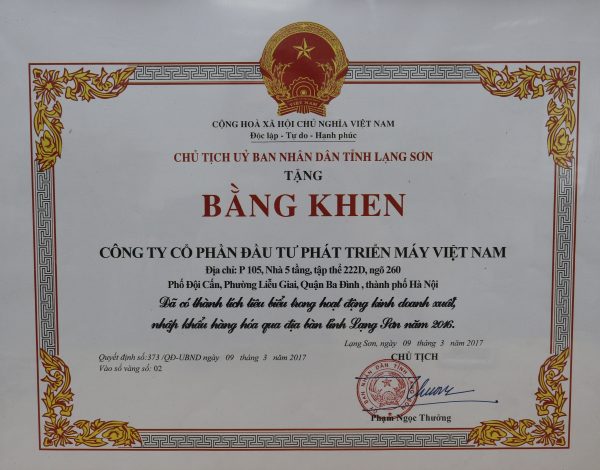 VIỆT NAM
CỘNG HOÀ XÃ HỘI CHỦ NGHĨA VIỆT NAM
Độc lập - Tự do - Hạnh phúc
CHỦ TỊCH UỶ BAN NHÂN DÂN TỈNH LẠNG SƠN
TẶNG
BẰNG KHEN
CÔNG TY CỔ PHẦN ĐẦU TƯ PHÁT TRIỂN MÁY VIỆT NAM
Địa chỉ: P 105, Nhà 5 tầng, tập thể 222D, ngõ 260
Phố Đội Cấn, Phường Liễu Giai, Quận Ba Đình , thành phố Hà Nội
Đã có thành tích tiêu biểu trong hoạt động kinh doanh xuất,
nhập khẩu hàng hóa qua địa bàn tỉnh Lạng Sơn năm 2016.
Lạng Sơn, ngày 09 tháng 3 năm 2017
Quyết định số:373 /QĐ-UBND ngày 09 tháng 3 năm 2017
CHỦ TỊCH
Vào sổ vàng số: 02
BAN NHÂN DÂN TỈNH
Phạm Ngọc Thưởng